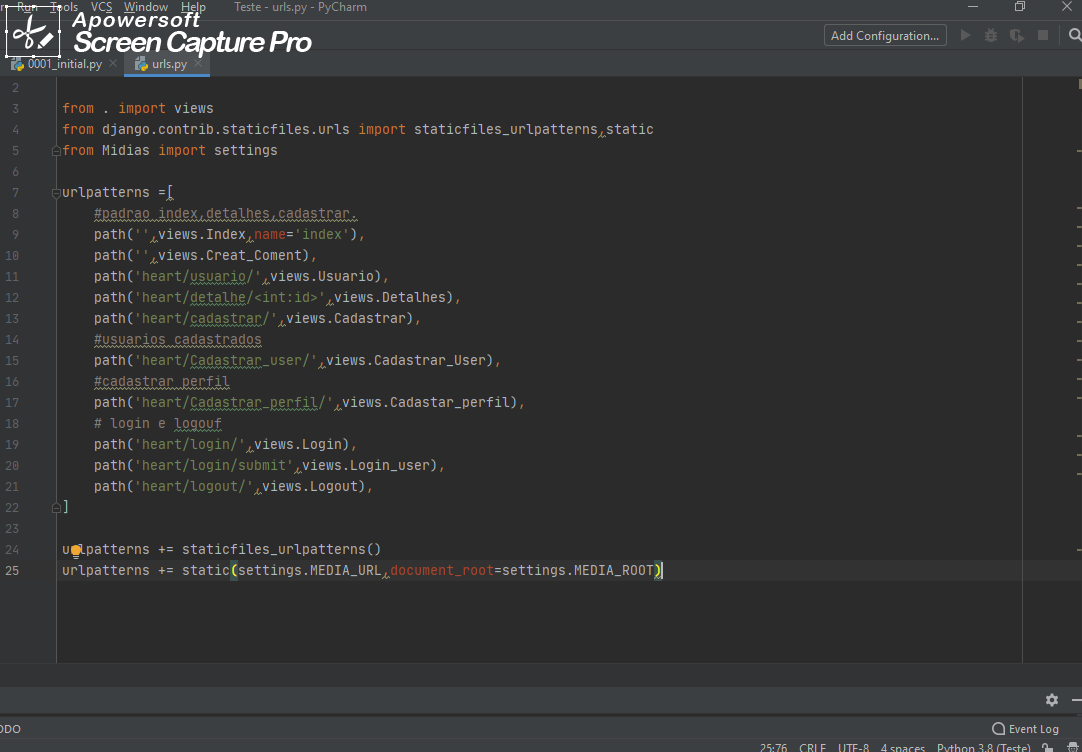 Run Tools VCS Window Help Teste - urls.py - PyCharm
Apowersoft
Screen Capture Pro
Add Configuration...
0001_initial.py urls.py
2
3 from . import views
4 from django.contrib.staticfiles.urls import staticfiles_urlpatterns,static
5 from Midias import settings
6
7 urlpatterns =[
8 #padrao index,detalhes,cadastrar.
9 path('',views.Index,name='index'),
10 path('',views.Creat_Coment),
11 path('heart/usuario/',views.Usuario),
12 path('heart/detalhe/<int:id>',views.Detalhes),
13 path('heart/cadastrar/',views.Cadastrar),
14 #usuarios cadastrados
15 path('heart/Cadastrar_user/',views.Cadastrar_User),
16 #cadastrar perfil
17 path('heart/Cadastrar_perfil/',views.Cadastar_perfil),
18 # login e logouf
19 path('heart/login/',views.Login),
20 path('heart/login/submit',views.Login_user),
21 path('heart/logout/',views.Logout),
22 ]
23
24 urlpatterns += staticfiles_urlpatterns()
25 urlpatterns += static(settings.MEDIA_URL,document_root=settings.MEDIA_ROOT)
ODO Event Log
25:76 CRLF UTF-8 4 spaces Python 3.8 (Teste)